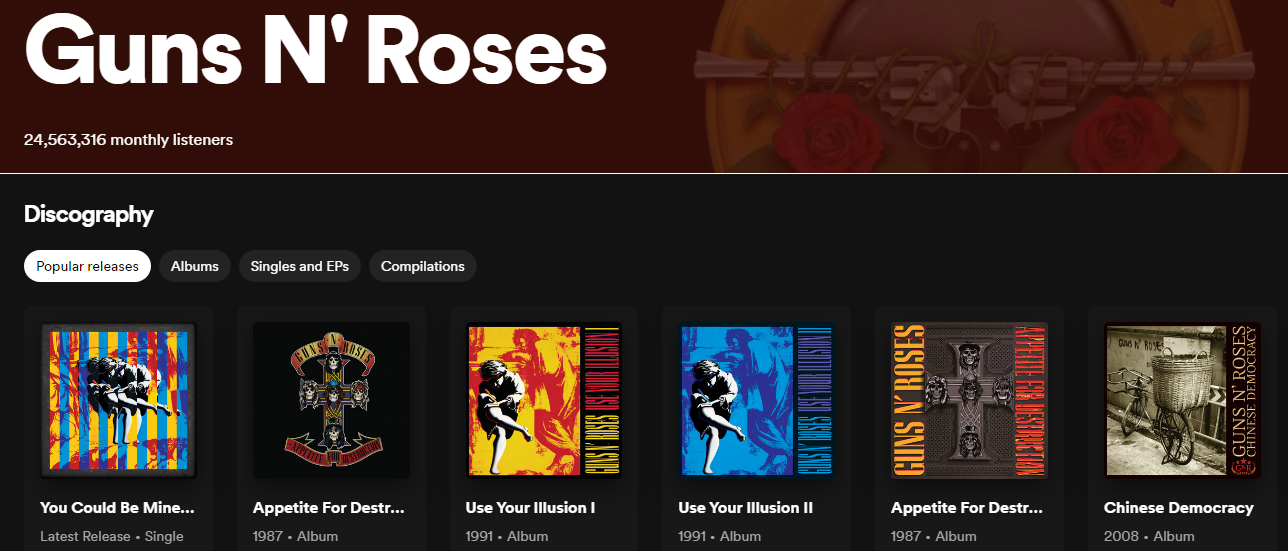 Guns N' Roses
24,563,316 monthly listeners
Discography
Popular releases
Albums
Singles and EPs
Compilations
GUNS N' ROSES
APPETITE FOR DESTRUCTION
GUNS N' ROSES USE YOUR ILLUSION I
GUNS N' ROSES USE YOUR ILLUSION II
GUNS N' ROSES
APPETITE FOR DESTRUCTION
GUNS N' ROSES
GUNS N' ROSES
CHINESE DEMOCRACY
You Could Be Mine...
Appetite For Destr...
Use Your Illusion I
Use Your Illusion II
Appetite For Destr...
Chinese Democracy
Latest Release • Single
1987 • Album
1991 • Album
1991 • Album
1987 • Album
2008 • Album